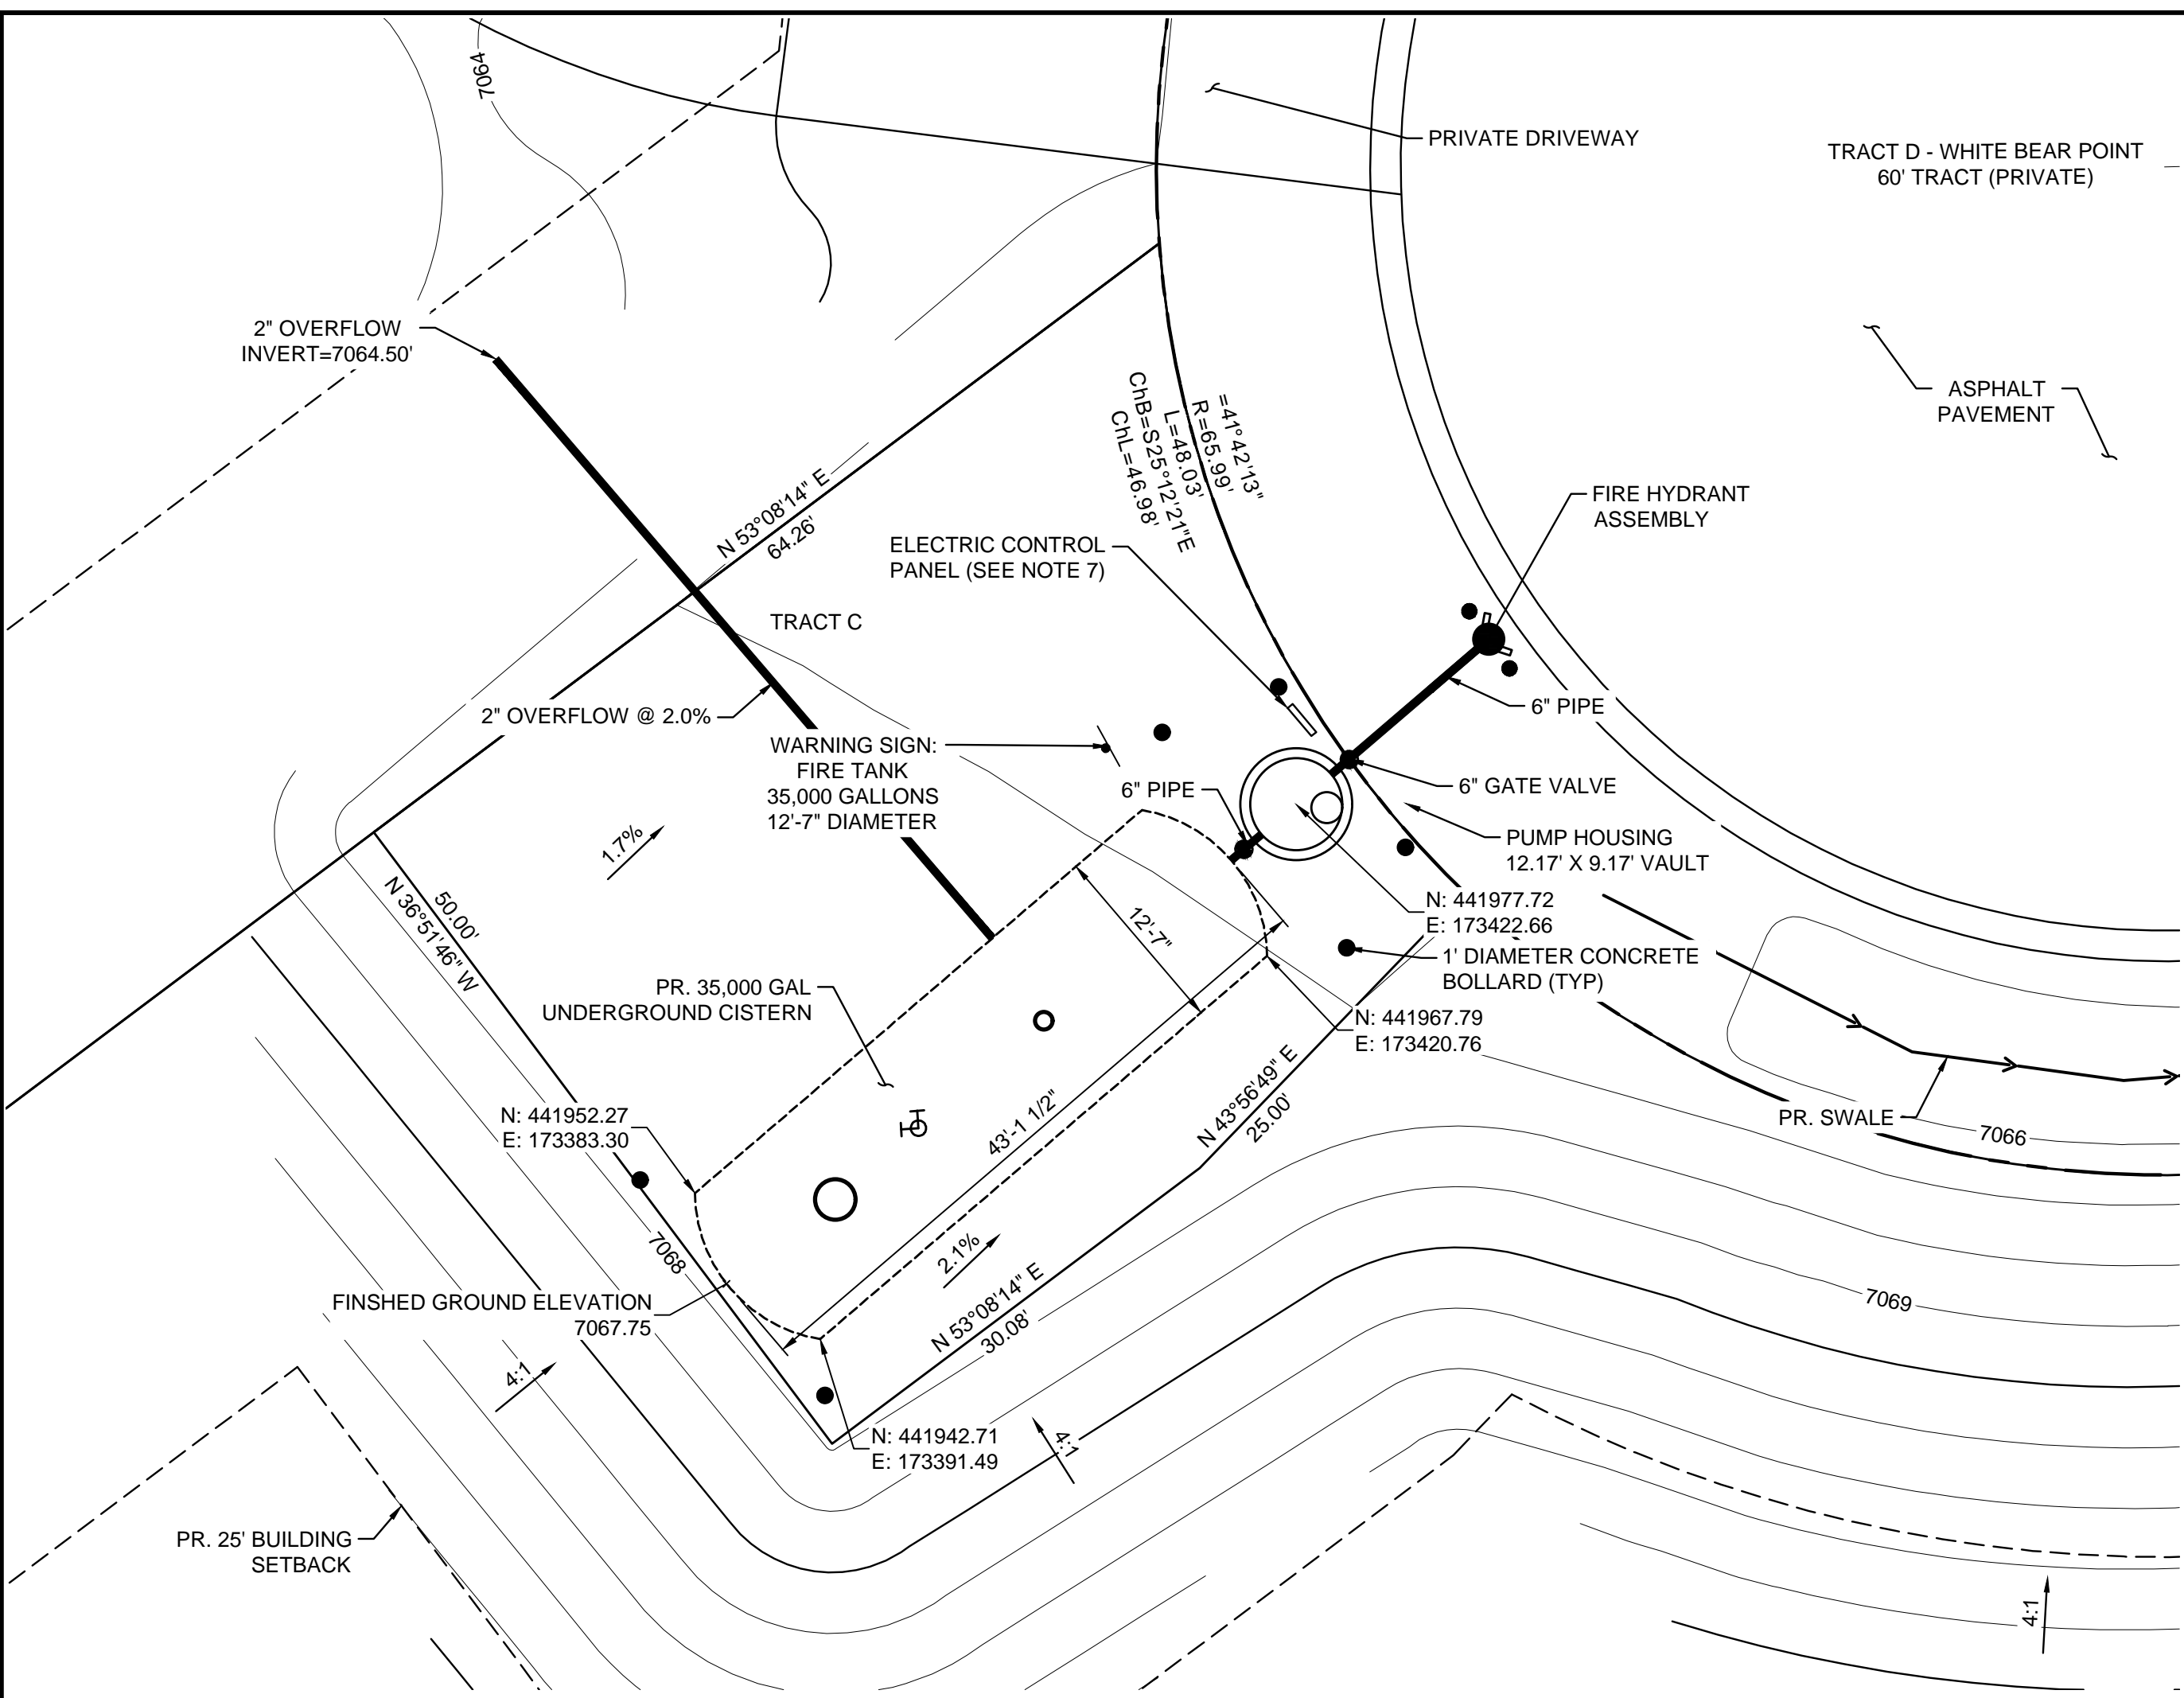 7064
PRIVATE DRIVEWAY
TRACT D - WHITE BEAR POINT
60' TRACT (PRIVATE)
2" OVERFLOW
INVERT=7064.50'
ASPHALT
PAVEMENT
=41°42'13"
R=65.99'
L=48.03'
ChB=S25°12'21"E
ChL=46.98'
N 53°08'14" E
64.26'
FIRE HYDRANT
ASSEMBLY
ELECTRIC CONTROL
PANEL (SEE NOTE 7)
TRACT C
2" OVERFLOW @ 2.0%
6" PIPE
WARNING SIGN:
FIRE TANK
35,000 GALLONS
12'-7" DIAMETER
6" PIPE
6" GATE VALVE
PUMP HOUSING
12.17' X 9.17' VAULT
1.7%
50.00'
N 36°51'46" W
12'-7"
N: 441977.72
E: 173422.66
1' DIAMETER CONCRETE
BOLLARD (TYP)
PR. 35,000 GAL
UNDERGROUND CISTERN
N: 441967.79
E: 173420.76
43'-1 1/2"
N 43°56'49" E
25.00'
N: 441952.27
E: 173383.30
PR. SWALE
7066
7068
2.1%
N 53°08'14" E
30.08'
FINSHED GROUND ELEVATION
7067.75
7069
4:1
N: 441942.71
E: 173391.49
4:1
PR. 25' BUILDING
SETBACK
4:1